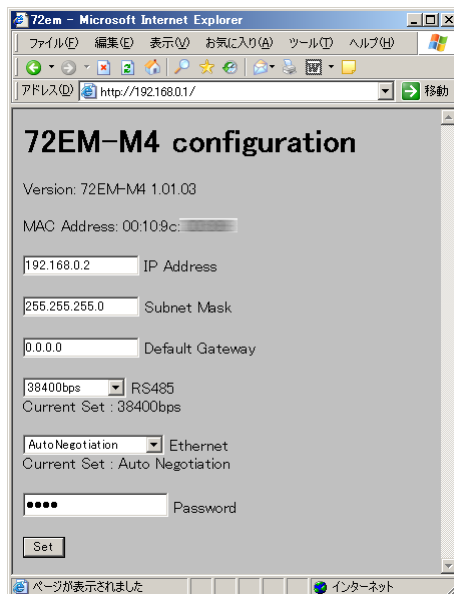 72em - Microsoft Internet Explorer
ファイル(F) 編集(E) 表示(V) お気に入り(A) ツール(T) ヘルプ(H)
アドレス(D) http://192.168.0.1/ 移動
72EM-M4 configuration
Version: 72EM-M4 1.01.03
MAC Address: 00:10:9c:
192.168.0.2 IP Address
255.255.255.0 Subnet Mask
0.0.0.0 Default Gateway
38400bps RS485
Current Set : 38400bps
AutoNegotiation Ethernet
Current Set : Auto Negotiation
●●●● Password
Set
ページが表示されました インターネット